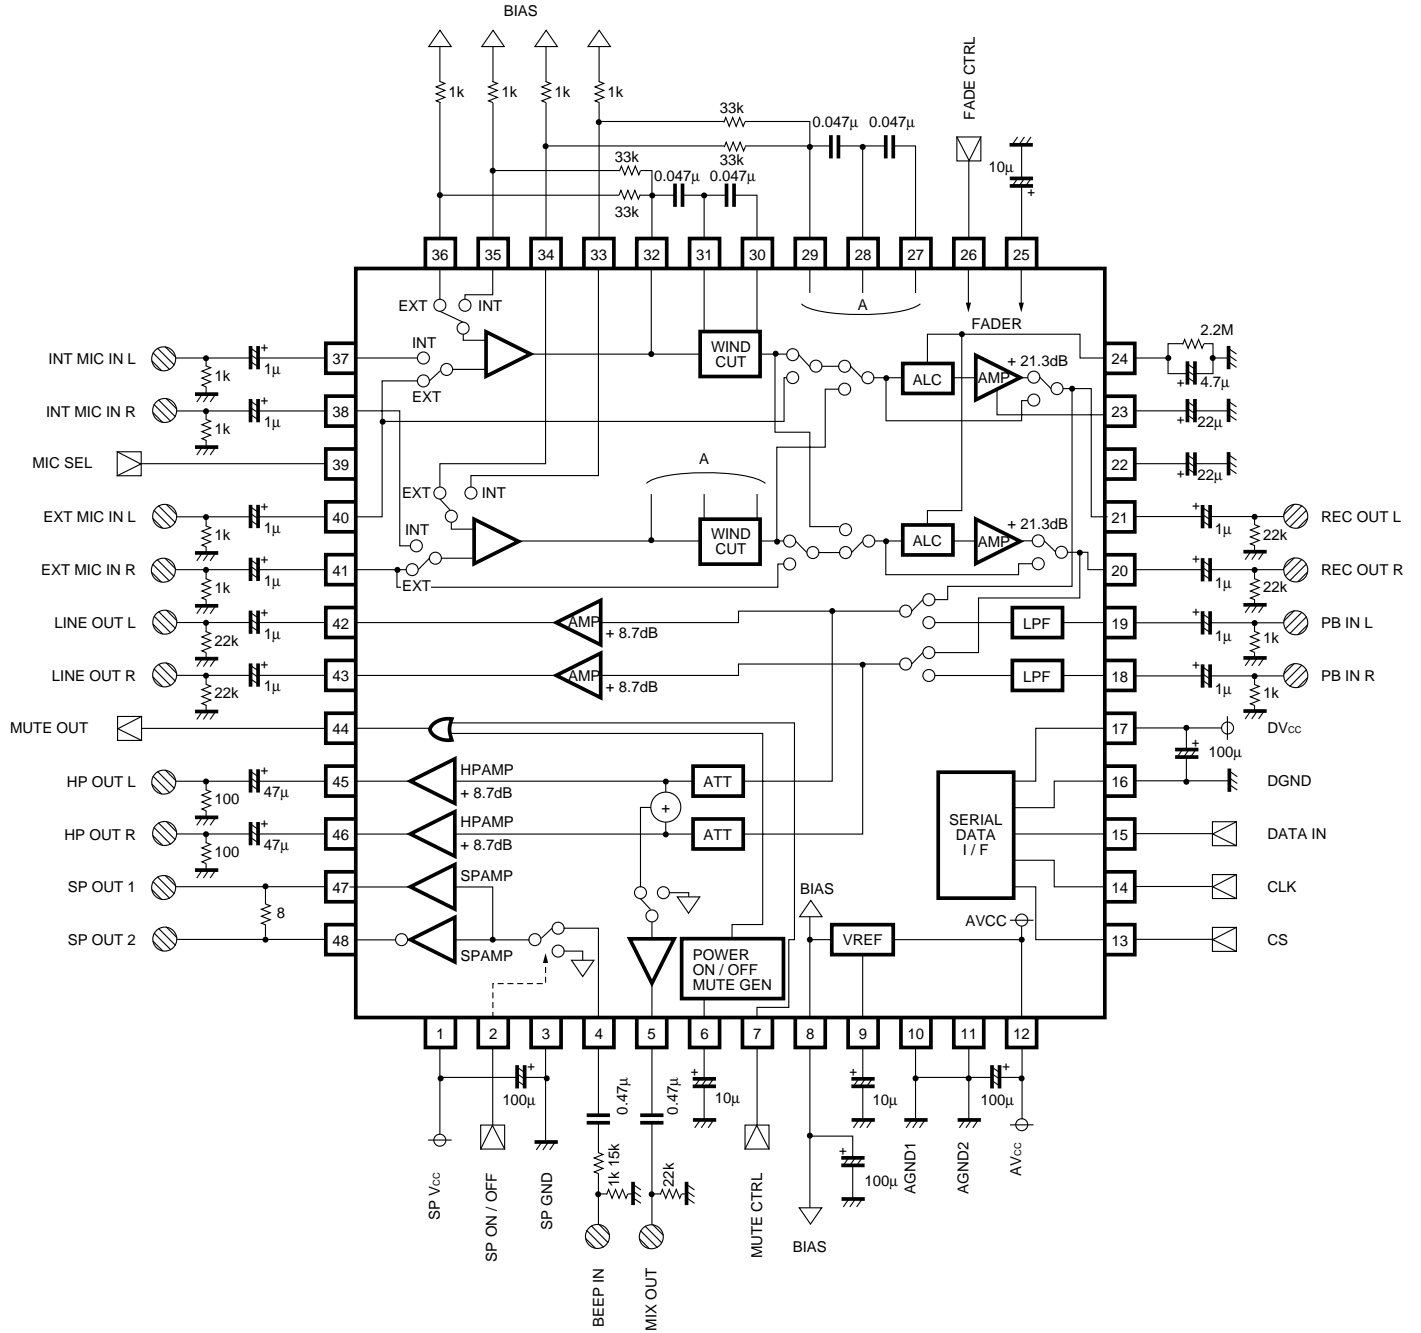 BIAS
FADE CTRL
1k 1k 1k 1k
33k
0.047μ 0.047μ
33k
33k
0.047μ 0.047μ
33k
10μ +
36 35 34 33 32 31 30 29 28 27 26 25
EXT INT
A
FADER
INT MIC IN L
1k
+
1μ
37
INT
EXT
WIND
CUT
ALC
AMP
+ 21.3dB
24
2.2M
+ 4.7μ
INT MIC IN R
1k
+
1μ
38
23
+ 22μ
MIC SEL
39
A
22
+ 22μ
EXT INT
EXT MIC IN L
1k
+
1μ
40
INT
EXT
WIND
CUT
ALC
AMP
+ 21.3dB
21
+
1μ
22k
REC OUT L
EXT MIC IN R
1k
+
1μ
41
20
+
1μ
22k
REC OUT R
LINE OUT L
22k
+
1μ
42
AMP
+ 8.7dB
LPF
19
+
1μ
1k
PB IN L
LINE OUT R
22k
+
1μ
43
AMP
+ 8.7dB
LPF
18
+
1μ
1k
PB IN R
MUTE OUT
44
17
+
100μ
DVcc
HP OUT L
100
+
47μ
45
HPAMP
+ 8.7dB
ATT
+
16
DGND
HP OUT R
100
+
47μ
46
HPAMP
+ 8.7dB
ATT
SERIAL
DATA
I / F
15
DATA IN
SP OUT 1
8
47
SPAMP
BIAS
14
CLK
SP OUT 2
48
SPAMP
POWER
ON / OFF
MUTE GEN
VREF
AVCC
13
CS
1 2 3 4 5 6 7 8 9 10 11 12
+
100μ
0.47μ
0.47μ
+
10μ
+
10μ
+
100μ
1k 15k
22k
+
100μ
SP Vcc
SP ON / OFF
SP GND
BEEP IN
MIX OUT
MUTE CTRL
BIAS
AGND1
AGND2
AVcc